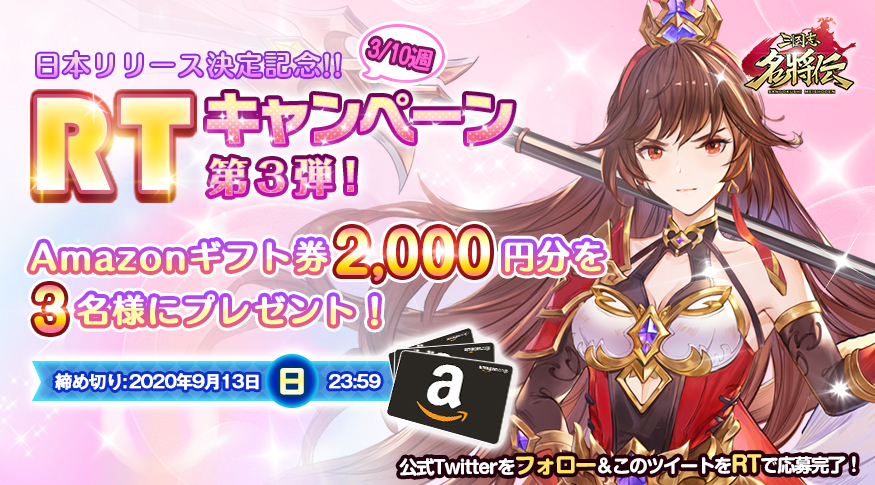 日本リリース決定記念!!
3/10週
RTキャンペーン
第3弾！
三国志
名将伝
SANGOKUSHI MEISHODEN
Amazonギフト券2,000円分を
3名様にプレゼント！
締め切り:2020年9月13日 日 23:59
a
公式Twitterをフォロー＆このツイートをRTで応募完了！